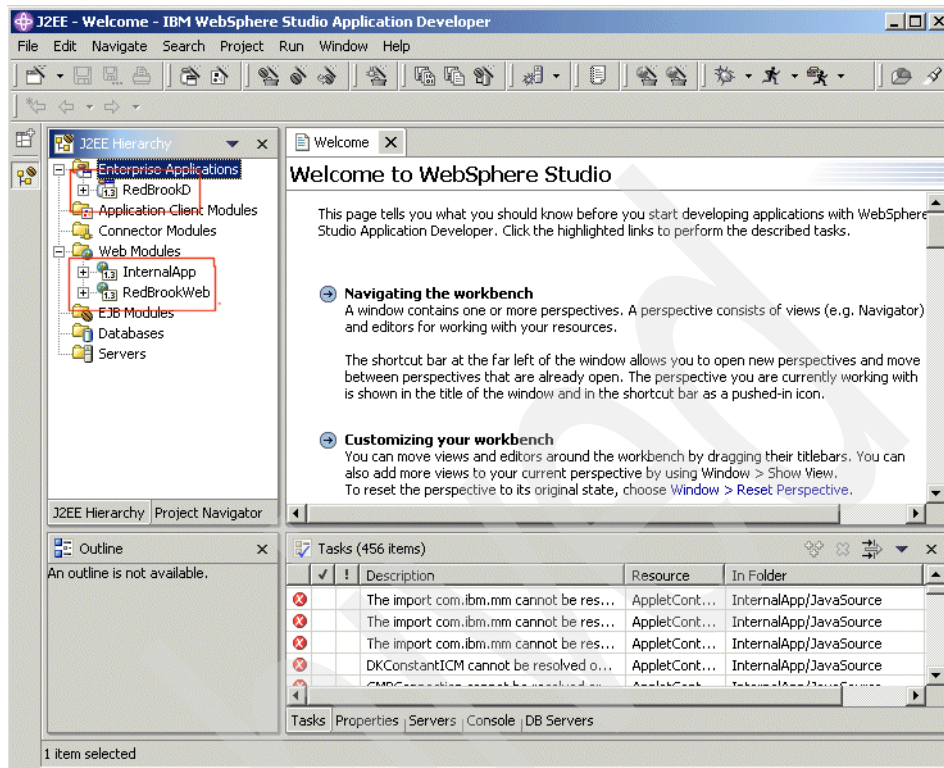 J2EE - Welcome - IBM WebSphere Studio Application Developer
File Edit Navigate Search Project Run Window Help
J2EE Hierarchy
Enterprise Applications
RedBrookD
Application Client Modules
Connector Modules
Web Modules
InternalApp
RedBrookWeb
EJB Modules
Databases
Servers
J2EE Hierarchy Project Navigator
Welcome
Welcome to WebSphere Studio
This page tells you what you should know before you start developing applications with WebSphere
Studio Application Developer. Click the highlighted links to perform the described tasks.
Navigating the workbench
A window contains one or more perspectives. A perspective consists of views (e.g. Navigator)
and editors for working with your resources.
The shortcut bar at the far left of the window allows you to open new perspectives and move
between perspectives that are already open. The perspective you are currently working with
is shown in the title of the window and in the shortcut bar as a pushed-in icon.
Customizing your workbench
You can move views and editors around the workbench by dragging their titlebars. You can
also add more views to your current perspective by using Window > Show View.
To reset the perspective to its original state, choose Window > Reset Perspective.
Outline
An outline is not available.
Tasks (456 items)
! Description Resource In Folder
The import com.ibm.mm cannot be res... AppletCont... InternalApp/JavaSource
The import com.ibm.mm cannot be res... AppletCont... InternalApp/JavaSource
The import com.ibm.mm cannot be res... AppletCont... InternalApp/JavaSource
DKConstantICM cannot be resolved o... AppletCont... InternalApp/JavaSource
Tasks Properties Servers Console DB Servers
1 item selected